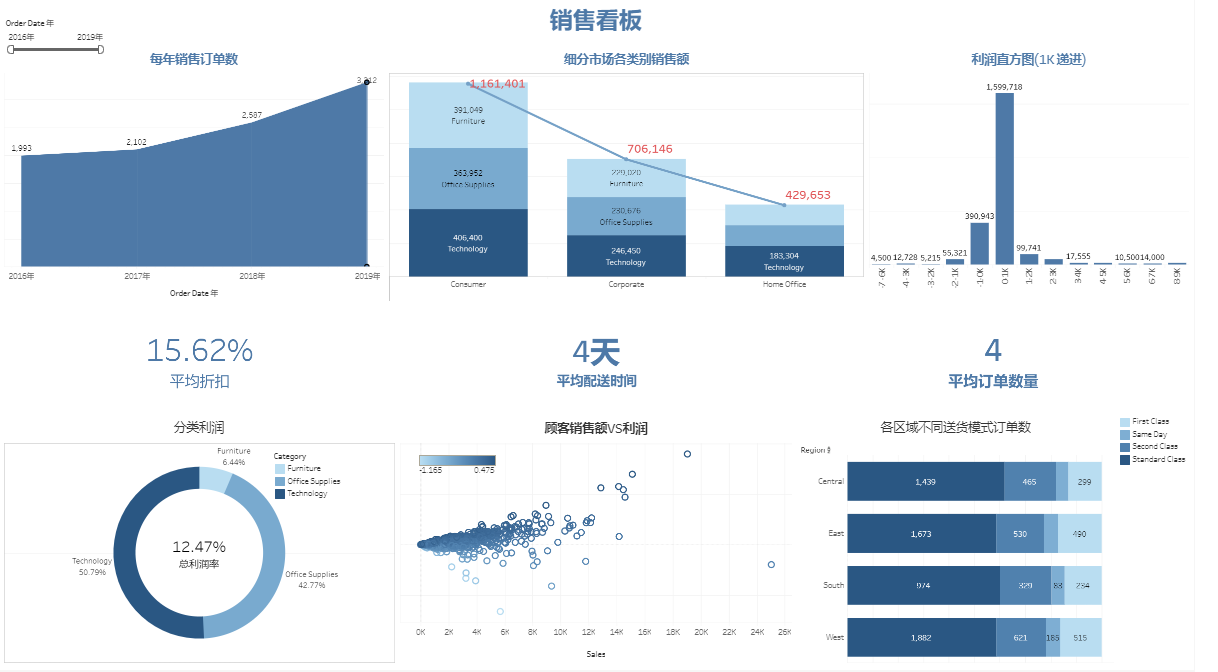 销售看板
Order Date 年
2016年 2019年
每年销售订单数
1,993
2,102
2,587
3,312
2016年 2017年 2018年 2019年
Order Date 年
细分市场各类别销售额
1,161,401
391,049
Furniture
363,952
Office Supplies
406,400
Technology
706,146
229,020
Furniture
230,676
Office Supplies
246,450
Technology
429,653
183,304
Technology
Consumer Corporate Home Office
利润直方图(1K 递进)
1,599,718
390,943
99,741
55,321
4,500 12,728 5,215 17,555 10,500 14,000
-7-6K -4-3K -3-2K -2-1K -1-0K 0.1K 1-2K 2.3K 3-4K 4-5K 5.6K 6.7K 8-9K
15.62%
平均折扣
4天
平均配送时间
4
平均订单数量
分类利润
Furniture
6.44%
Category
Furniture
Office Supplies
Technology
12.47%
总利润率
Technology
50.79%
Office Supplies
42.77%
顾客销售额VS利润
-1.165 0.475
0K 2K 4K 6K 8K 10K 12K 14K 16K 18K 20K 22K 24K 26K
Sales
各区域不同送货模式订单数
First Class
Same Day
Second Class
Standard Class
Region
Central 1,439 465 299
East 1,673 530 490
South 974 329 83 234
West 1,882 621 185 515